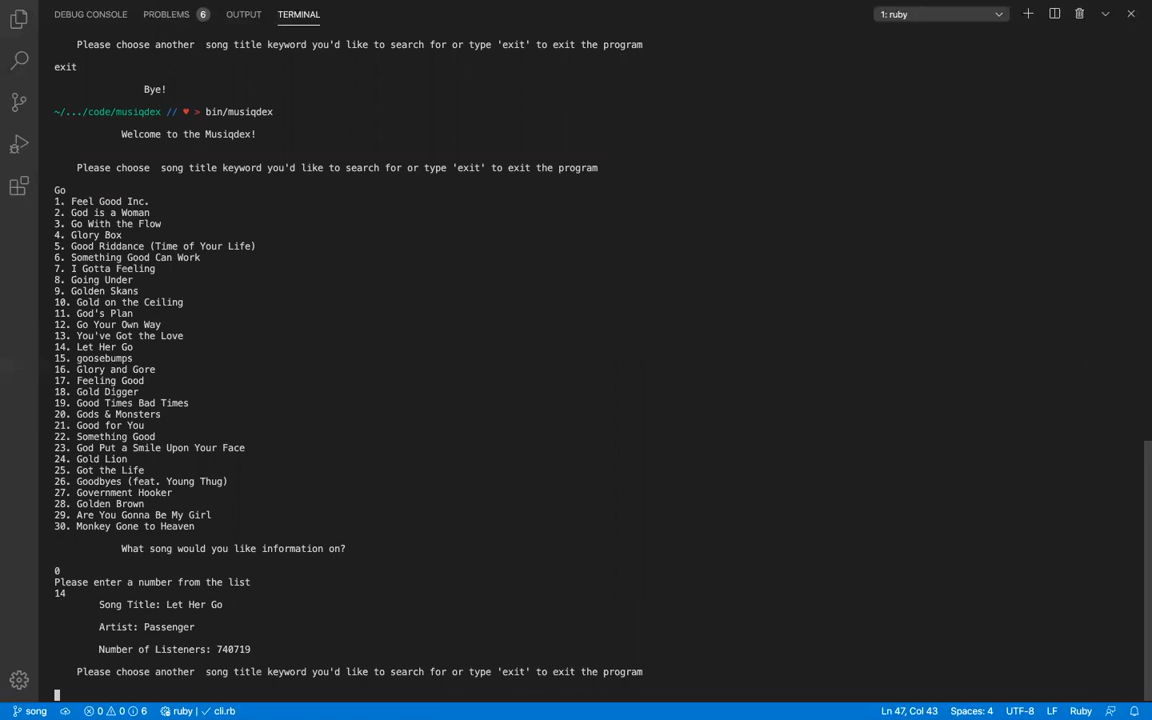 DEBUG CONSOLE PROBLEMS 6 OUTPUT TERMINAL 1: ruby
Please choose another  song title keyword you'd like to search for or type 'exit' to exit the program
exit
Bye!
~/.../code/musiqdex // ♥ > bin/musiqdex
Welcome to the Musiqdex!
Please choose  song title keyword you'd like to search for or type 'exit' to exit the program
Go
1. Feel Good Inc.
2. God is a Woman
3. Go With the Flow
4. Glory Box
5. Good Riddance (Time of Your Life)
6. Something Good Can Work
7. I Gotta Feeling
8. Going Under
9. Golden Skans
10. Gold on the Ceiling
11. God's Plan
12. Go Your Own Way
13. You've Got the Love
14. Let Her Go
15. goosebumps
16. Glory and Gore
17. Feeling Good
18. Gold Digger
19. Good Times Bad Times
20. Gods & Monsters
21. Good for You
22. Something Good
23. God Put a Smile Upon Your Face
24. Gold Lion
25. Got the Life
26. Goodbyes (feat. Young Thug)
27. Government Hooker
28. Golden Brown
29. Are You Gonna Be My Girl
30. Monkey Gone to Heaven
What song would you like information on?
0
Please enter a number from the list
14
Song Title: Let Her Go
Artist: Passenger
Number of Listeners: 740719
Please choose another  song title keyword you'd like to search for or type 'exit' to exit the program
song 0 0 6 ruby | ✓ cli.rb Ln 47, Col 43 Spaces: 4 UTF-8 LF Ruby